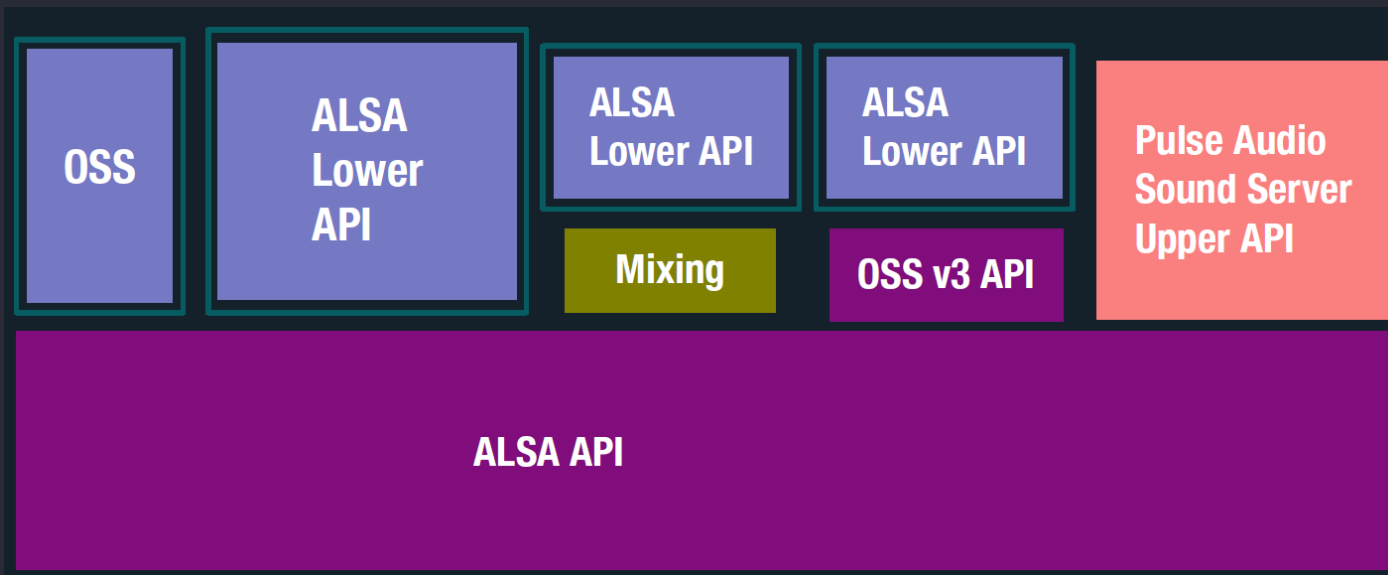 OSS
ALSA
Lower
API
ALSA
Lower API
Mixing
ALSA
Lower API
OSS v3 API
Pulse Audio
Sound Server
Upper API
ALSA API